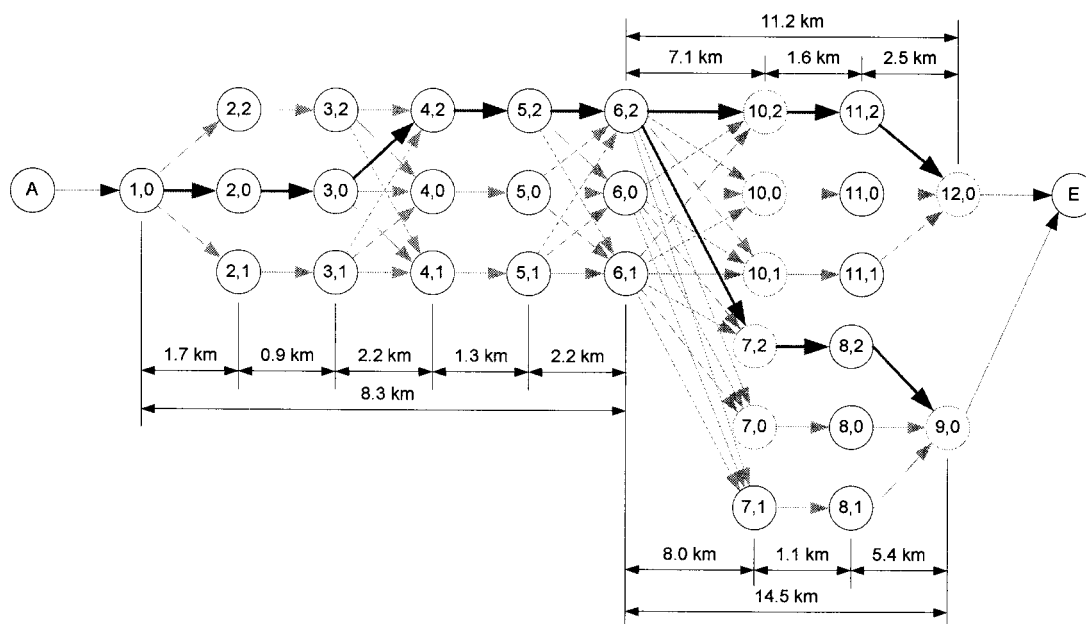 11.2 km
7.1 km 1.6 km 2.5 km
2,2 3,2 4,2 5,2 6,2 10,2 11,2
A 1,0 2,0 3,0 4,0 5,0 6,0 10,0 11,0 12,0 E
2,1 3,1 4,1 5,1 6,1 10,1 11,1
7,2 8,2
1.7 km 0.9 km 2.2 km 1.3 km 2.2 km
8.3 km
7,0 8,0 9,0
7,1 8,1
8.0 km 1.1 km 5.4 km
14.5 km